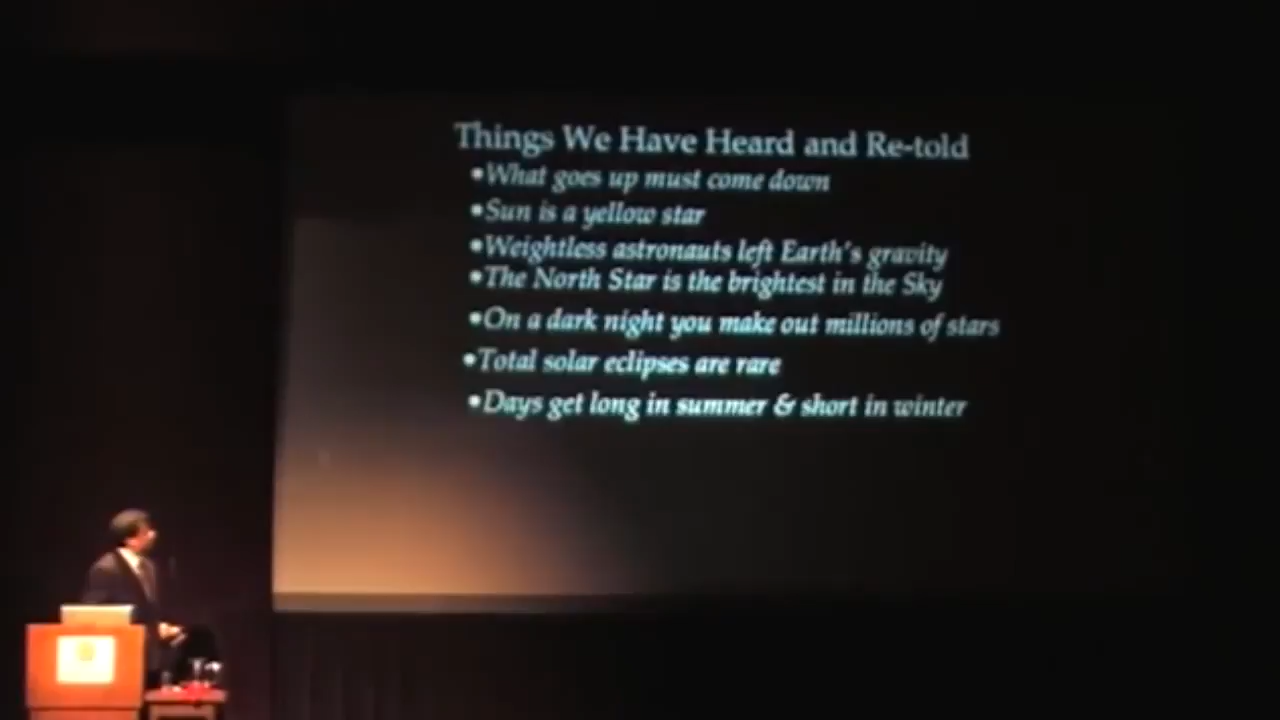 Things We Have Heard and Re-told
•What goes up must come down
•Sun is a yellow star
•Weightless astronauts left Earth's gravity
•The North Star is the brightest in the Sky
•On a dark night you make out millions of stars
•Total solar eclipses are rare
•Days get long in summer & short in winter